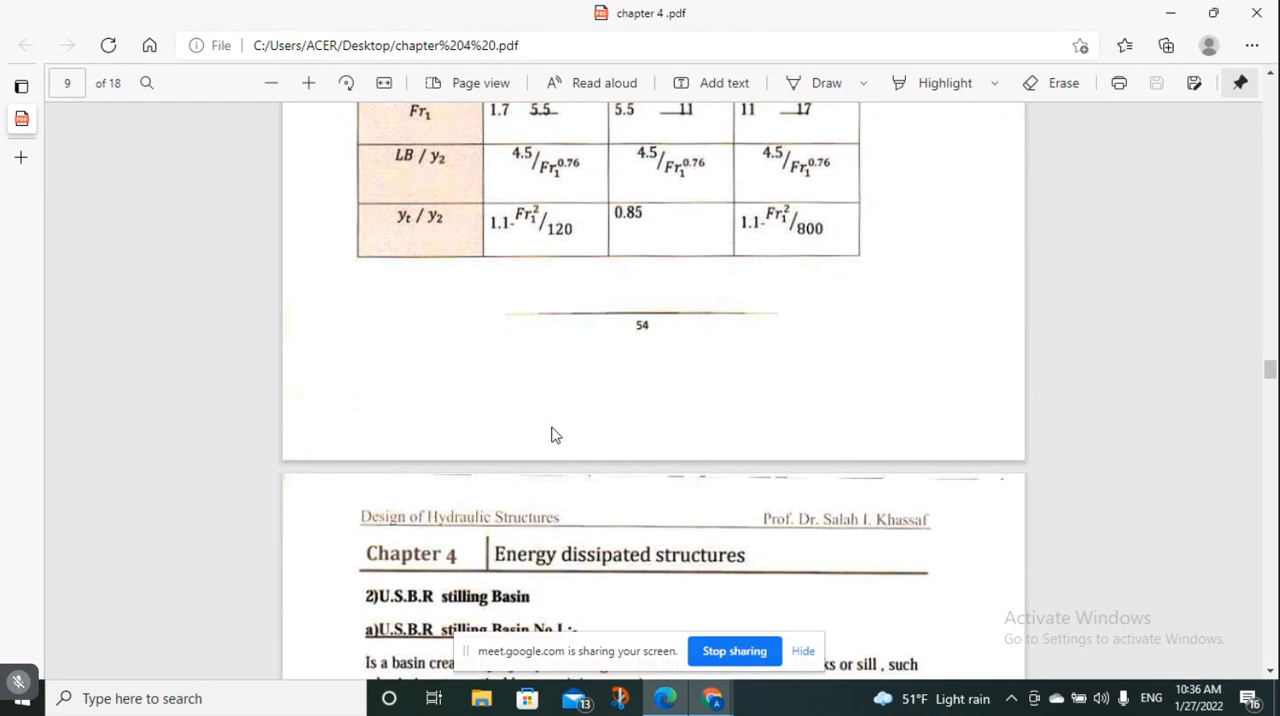 chapter 4 .pdf
File C:/Users/ACER/Desktop/chapter%204%20.pdf
9 of 18 Page view Read aloud Add text Draw Highlight Erase
Fr1 1.7 5.5 5.5 11 11 17
LB / y2 4.5/Fr1^0.76 4.5/Fr1^0.76 4.5/Fr1^0.76
yt / y2 1.1-Fr1^2/120 0.85 1.1-Fr1^2/800
54
Design of Hydraulic Structures Prof. Dr. Salah I. Khassaf
Chapter 4 Energy dissipated structures
2)U.S.B.R stilling Basin
a)U.S.B.R stilling Basin No.I :-
Is a basin crea ks or sill , such
meet.google.com is sharing your screen. Stop sharing Hide
Activate Windows
Go to Settings to activate Windows.
Type here to search 13 51°F Light rain ENG 10:36 AM
1/27/2022 16